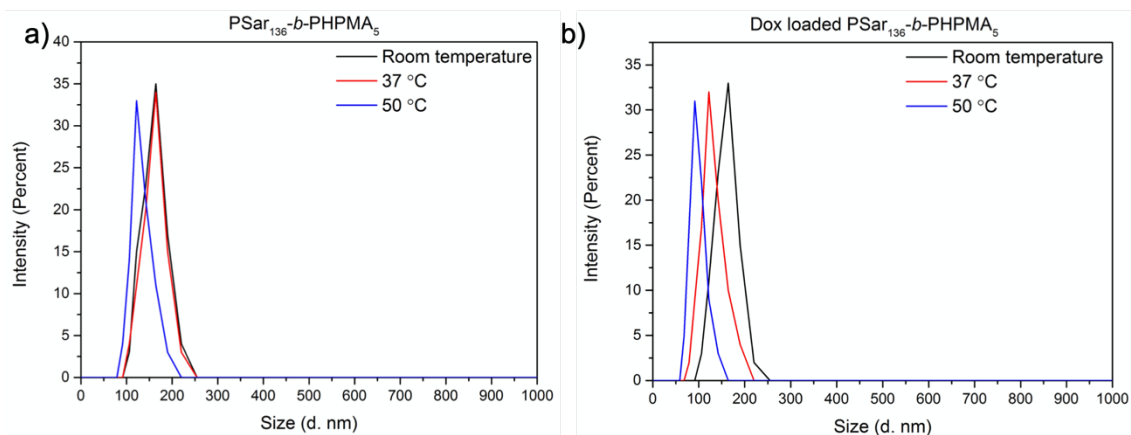 a)
PSar136-b-PHPMA5
Room temperature
37 °C
50 °C
40
35
30
25
20
15
10
5
0
Intensity (Percent)
0 100 200 300 400 500 600 700 800 900 1000
Size (d. nm)
b)
Dox loaded PSar136-b-PHPMA5
Room temperature
37 °C
50 °C
35
30
25
20
15
10
5
0
Intensity (Percent)
0 100 200 300 400 500 600 700 800 900 1000
Size (d. nm)